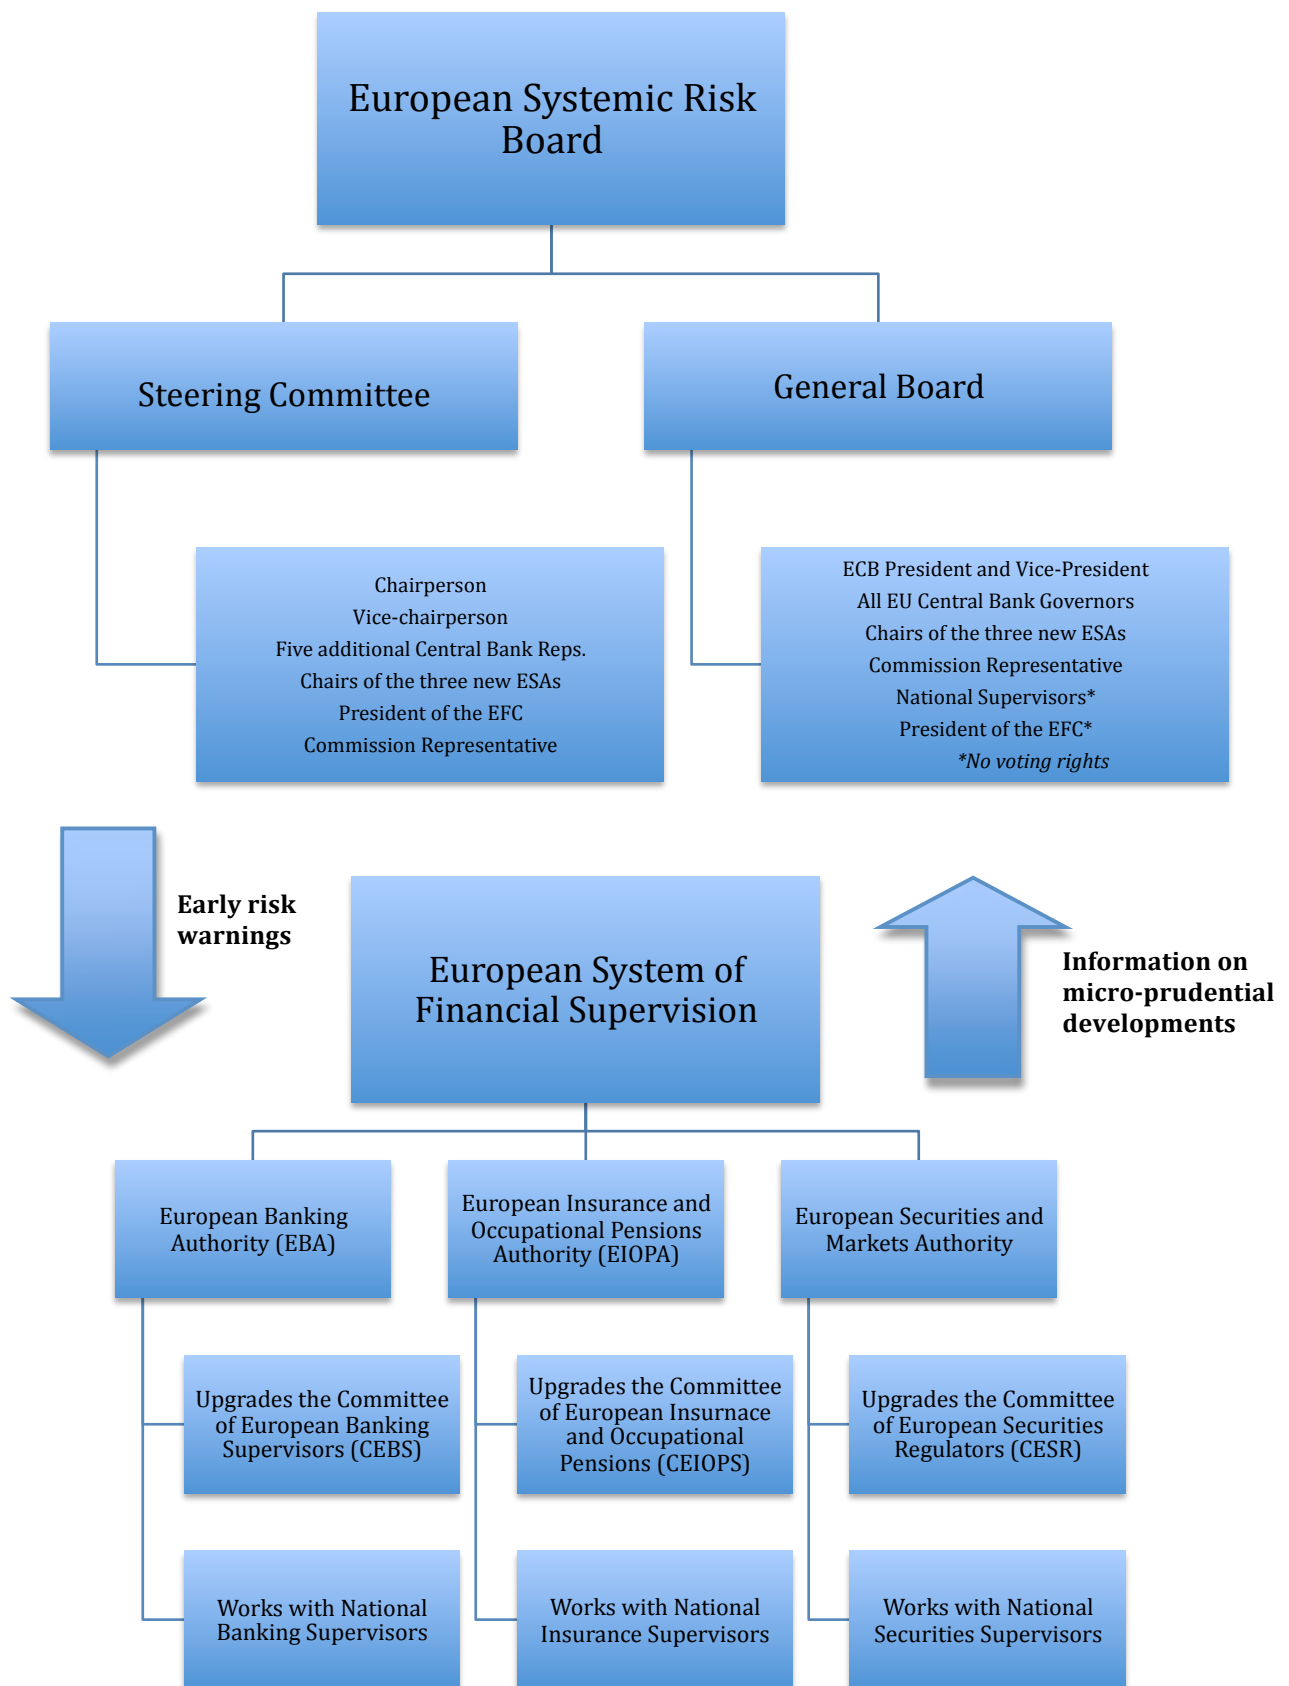 European Systemic Risk
Board
Steering Committee
General Board
Chairperson
Vice-chairperson
Five additional Central Bank Reps.
Chairs of the three new ESAs
President of the EFC
Commission Representative
ECB President and Vice-President
All EU Central Bank Governors
Chairs of the three new ESAs
Commission Representative
National Supervisors*
President of the EFC*
*No voting rights
Early risk
warnings
European System of
Financial Supervision
Information on
micro-prudential
developments
European Banking
Authority (EBA)
European Insurance and
Occupational Pensions
Authority (EIOPA)
European Securities and
Markets Authority
Upgrades the Committee
of European Banking
Supervisors (CEBS)
Upgrades the Committee
of European Insurnace
and Occupational
Pensions (CEIOPS)
Upgrades the Committee
of European Securities
Regulators (CESR)
Works with National
Banking Supervisors
Works with National
Insurance Supervisors
Works with National
Securities Supervisors